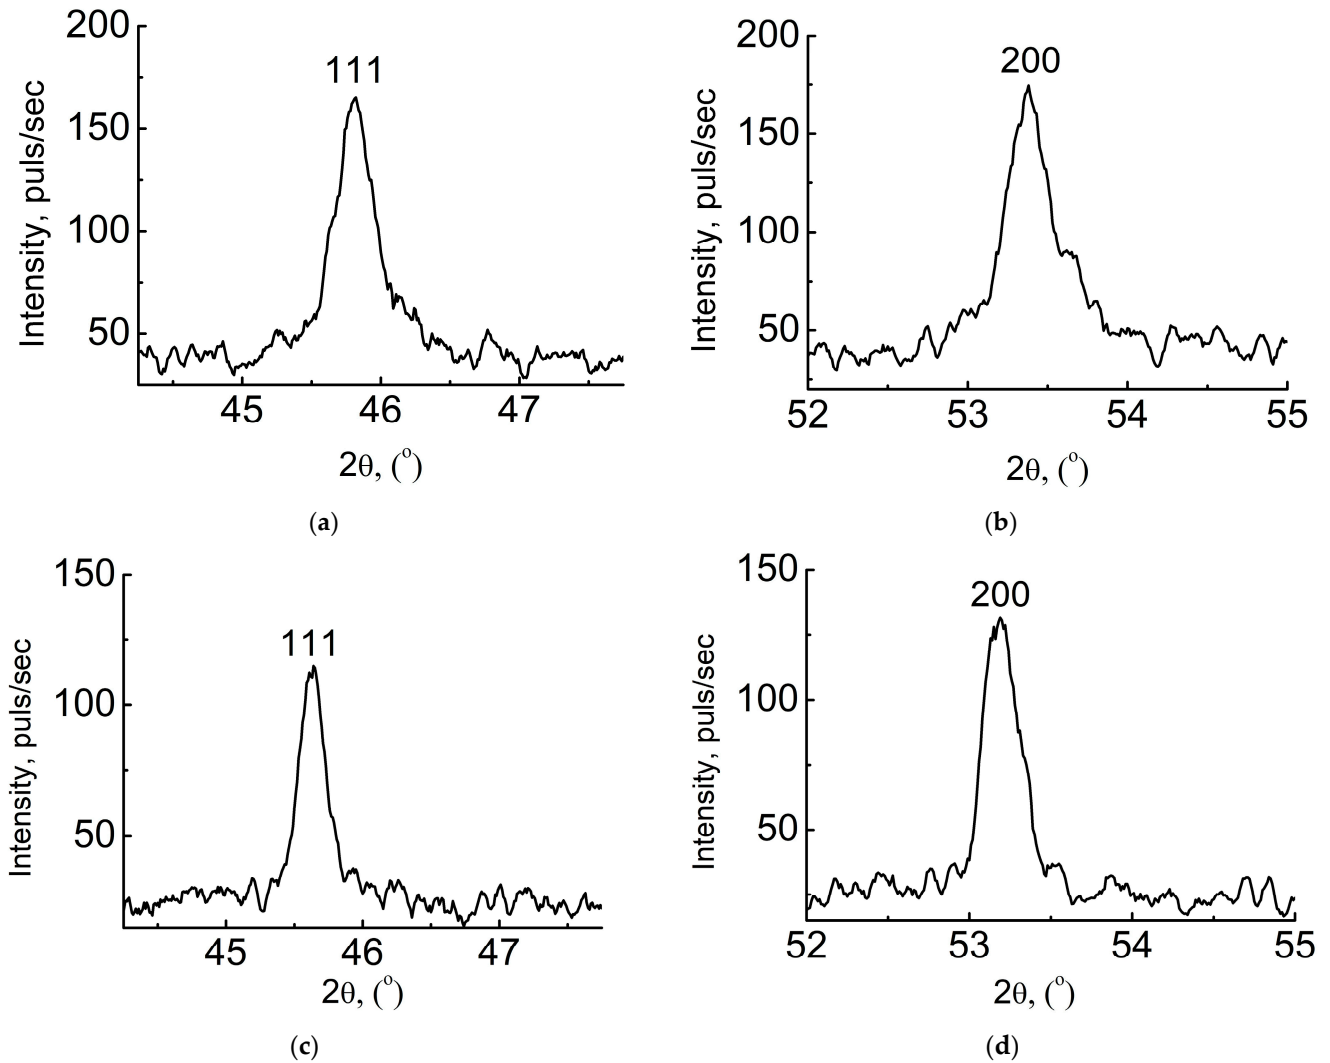 200
111
150
100
50
Intensity, puls/sec
45 46 47
2θ, (°)
(a)
200
200
150
100
50
Intensity, puls/sec
52 53 54 55
2θ, (°)
(b)
150
111
100
50
Intensity, puls/sec
45 46 47
2θ, (°)
(c)
150
200
100
50
Intensity, puls/sec
52 53 54 55
2θ, (°)
(d)